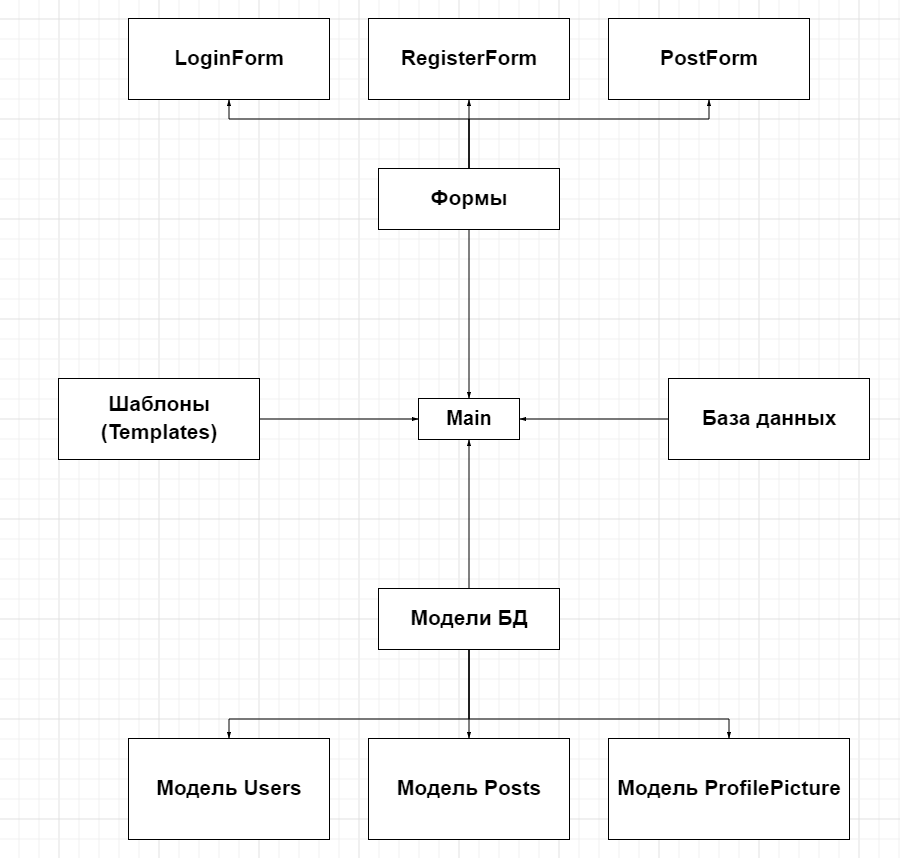 LoginForm
RegisterForm
PostForm
Формы
Шаблоны
(Templates)
Main
База данных
Модели БД
Модель Users
Модель Posts
Модель ProfilePicture